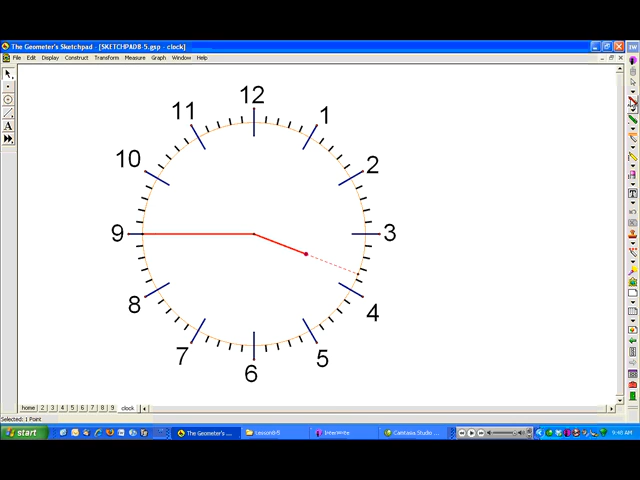 The Geometer's Sketchpad - [SKETCHPAD8-5.gsp - clock]
File Edit Display Construct Transform Measure Graph Window Help
12
11 1
10 2
9 3
8 4
7 5
6
home 2 3 4 5 6 7 8 9 clock
Selected: 1 Point
start The Geometer's S... Lesson8-5 InterWrite Camtasia Studio 9:40 AM